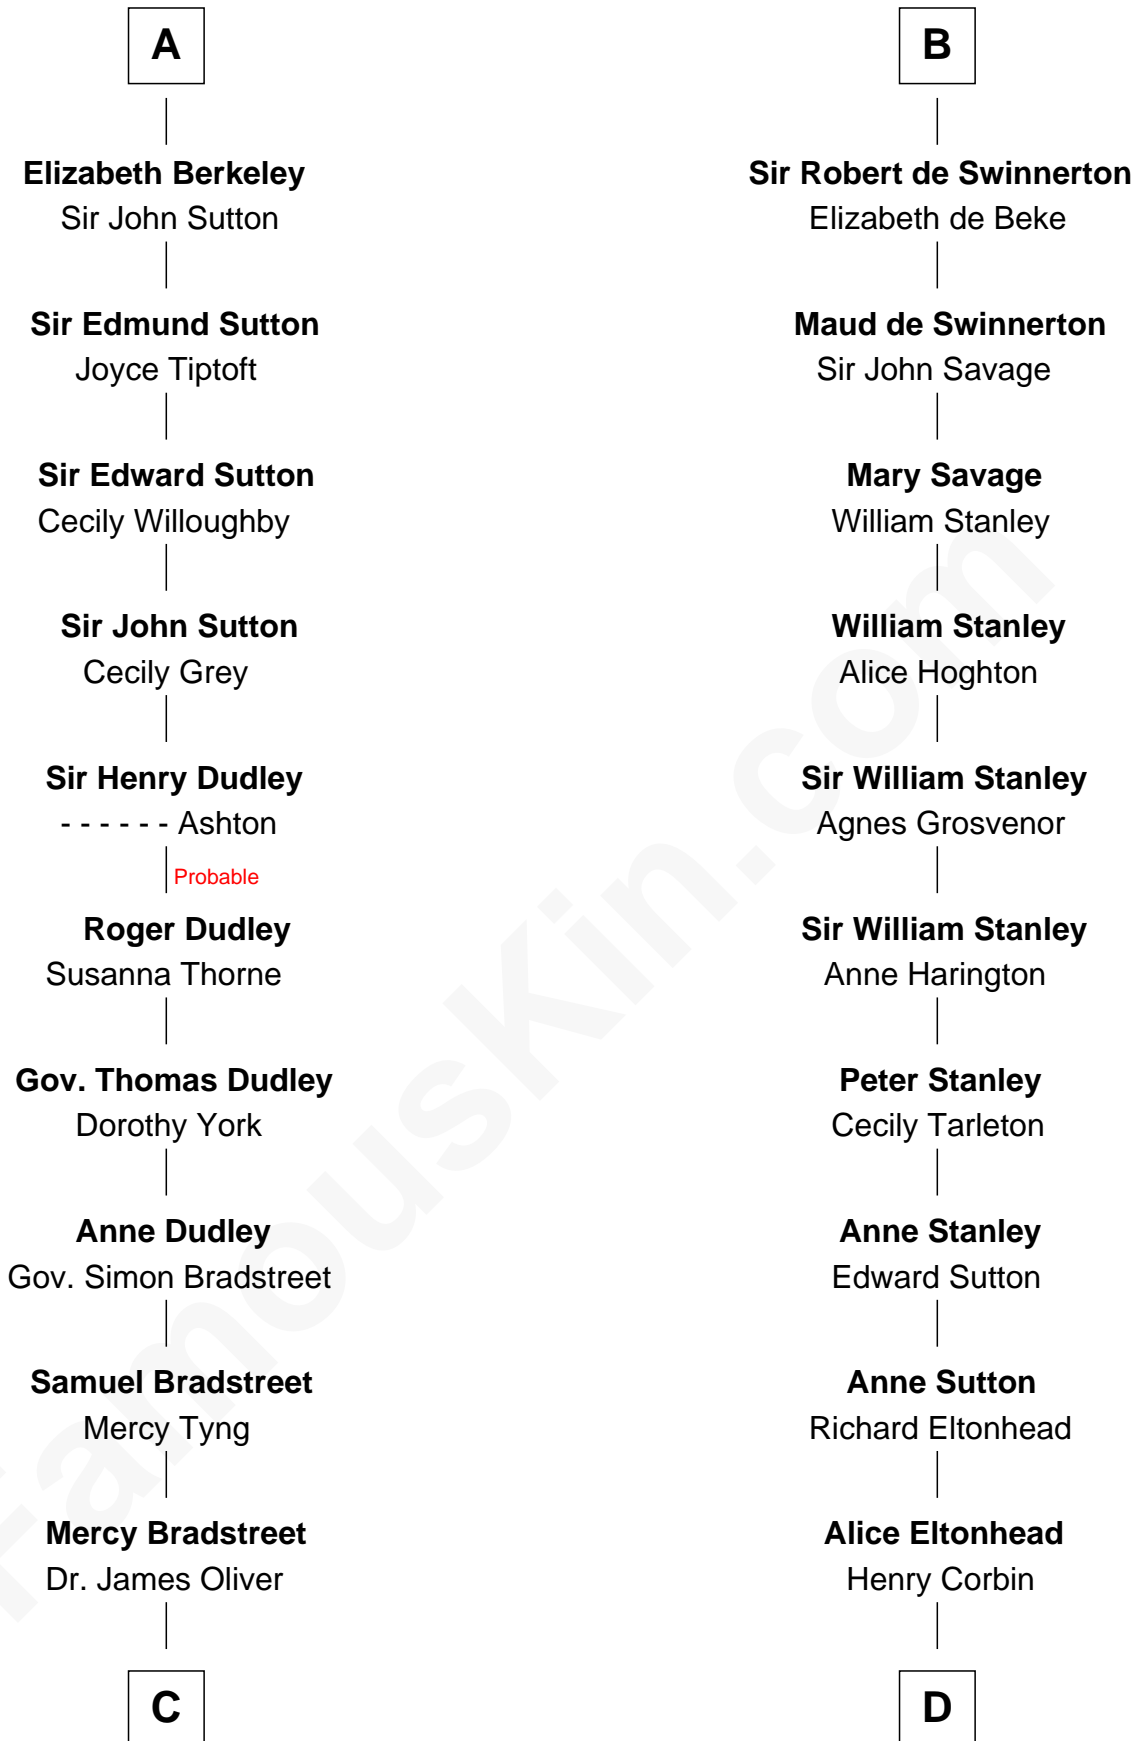 A
Elizabeth Berkeley
Sir John Sutton
Sir Edmund Sutton
Joyce Tiptoft
Sir Edward Sutton
Cecily Willoughby
Sir John Sutton
Cecily Grey
Sir Henry Dudley
- - - - - - Ashton
Probable
Roger Dudley
Susanna Thorne
Gov. Thomas Dudley
Dorothy York
Anne Dudley
Gov. Simon Bradstreet
Samuel Bradstreet
Mercy Tyng
Mercy Bradstreet
Dr. James Oliver
C
B
Sir Robert de Swinnerton
Elizabeth de Beke
Maud de Swinnerton
Sir John Savage
Mary Savage
William Stanley
William Stanley
Alice Hoghton
Sir William Stanley
Agnes Grosvenor
Sir William Stanley
Anne Harington
Peter Stanley
Cecily Tarleton
Anne Stanley
Edward Sutton
Anne Sutton
Richard Eltonhead
Alice Eltonhead
Henry Corbin
D
FamousKin.com